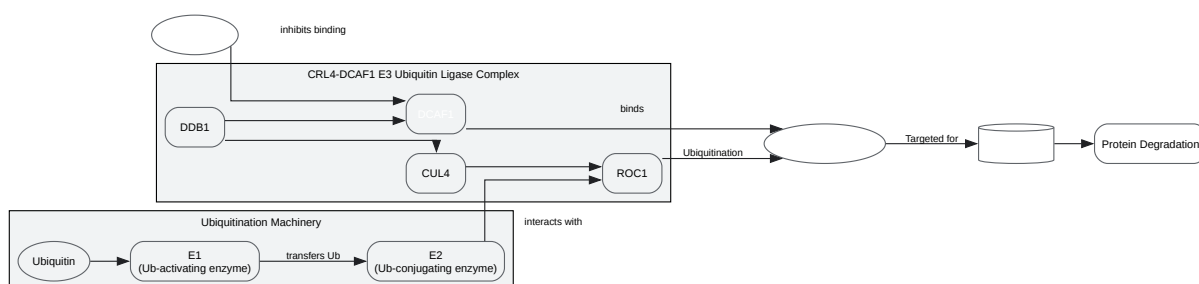 inhibits binding
CRL4-DCAF1 E3 Ubiquitin Ligase Complex
DCAF1
binds
DDB1
Targeted for
Protein Degradation
Ubiquitination
CUL4
ROC1
Ubiquitination Machinery
interacts with
Ubiquitin
E1
(Ub-activating enzyme)
transfers Ub
E2
(Ub-conjugating enzyme)